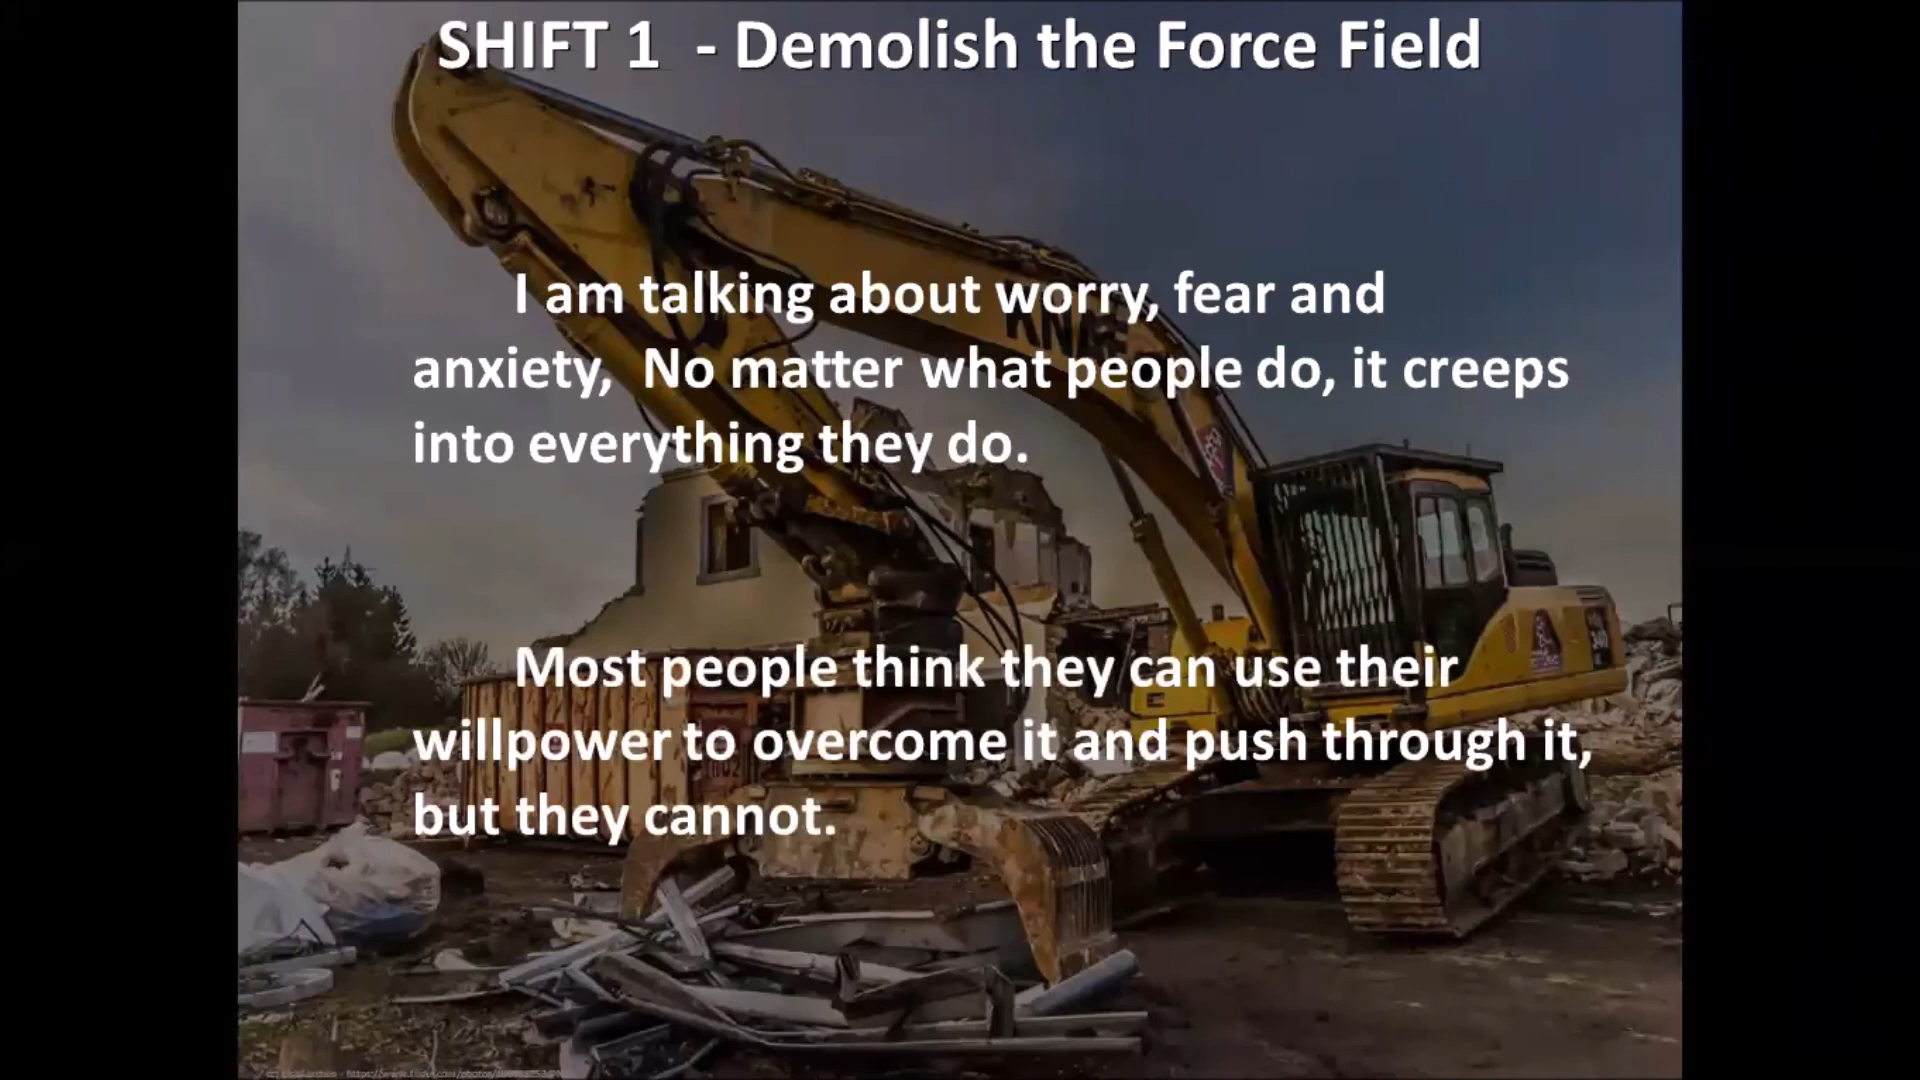 SHIFT 1 - Demolish the Force Field
I am talking about worry, fear and
anxiety, No matter what people do, it creeps
into everything they do.
Most people think they can use their
willpower to overcome it and push through it,
but they cannot.